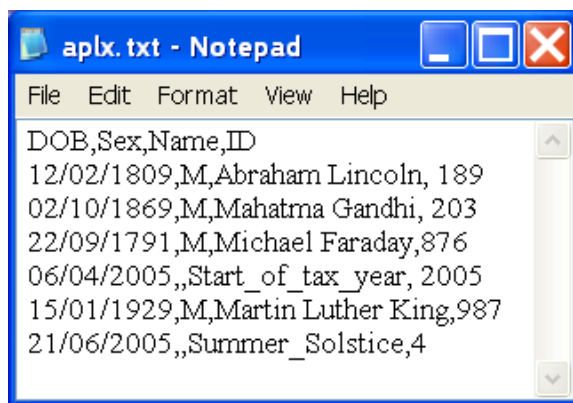 aplx.txt - Notepad
File Edit Format View Help
DOB,Sex,Name,ID
12/02/1809,M,Abraham Lincoln, 189
02/10/1869,M,Mahatma Gandhi, 203
22/09/1791,M,Michael Faraday,876
06/04/2005,,Start_of_tax_year, 2005
15/01/1929,M,Martin Luther King,987
21/06/2005,,Summer_Solstice,4